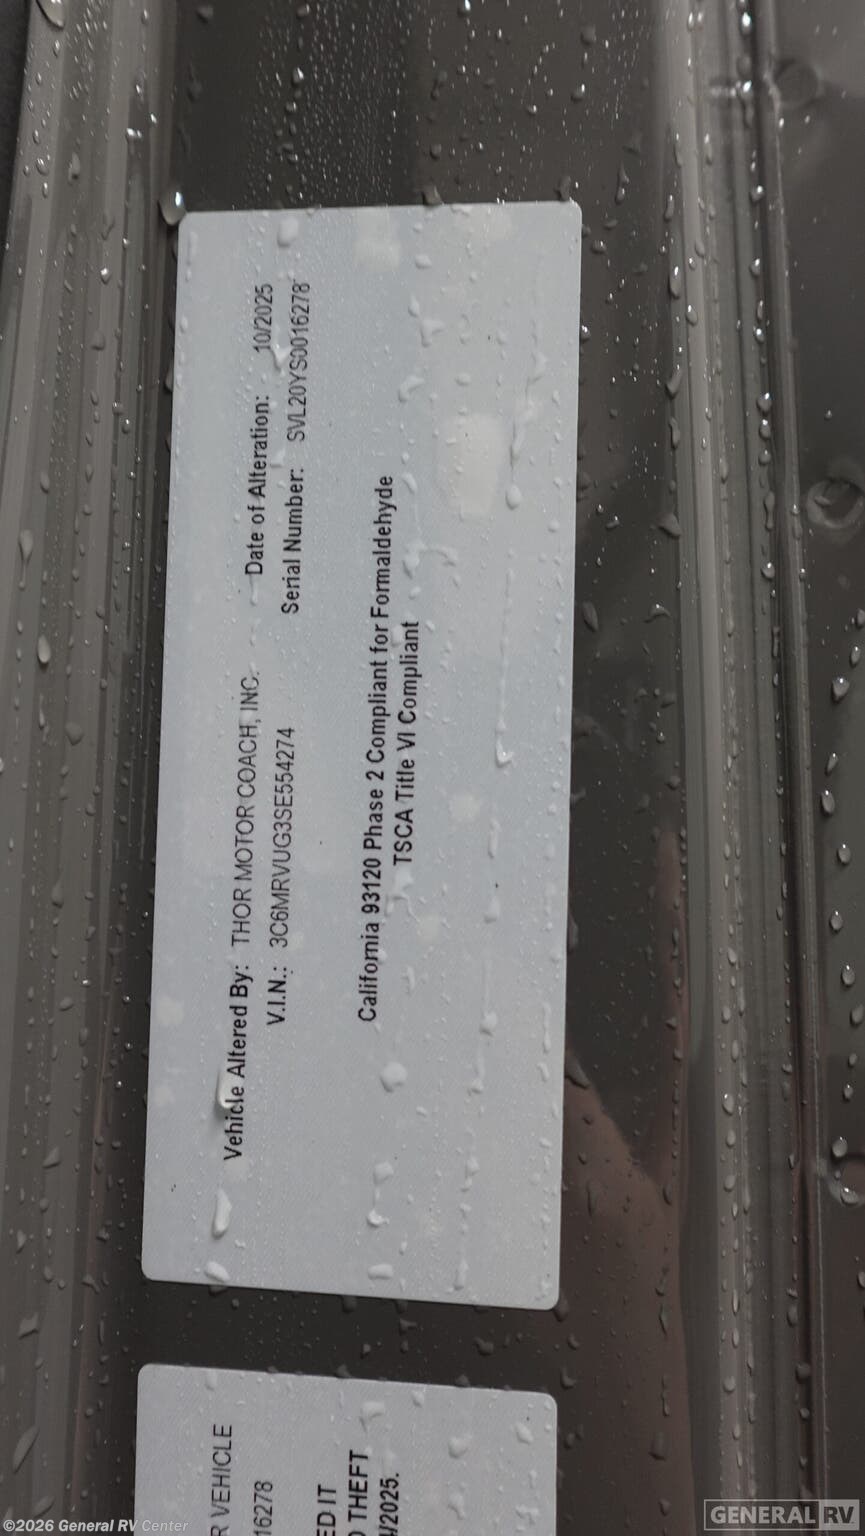 Vehicle Altered By: THOR MOTOR COACH, INC. Date of Alteration: 10/2025
V.I.N.: 3C6MRVUG3SE554274 Serial Number: SVL20YS0016278
California 93120 Phase 2 Compliant for Formaldehyde
TSCA Title VI Compliant
R VEHICLE
16278
ED IT
THEFT
/2025.
©2026 General RV Center
GENERAL RV